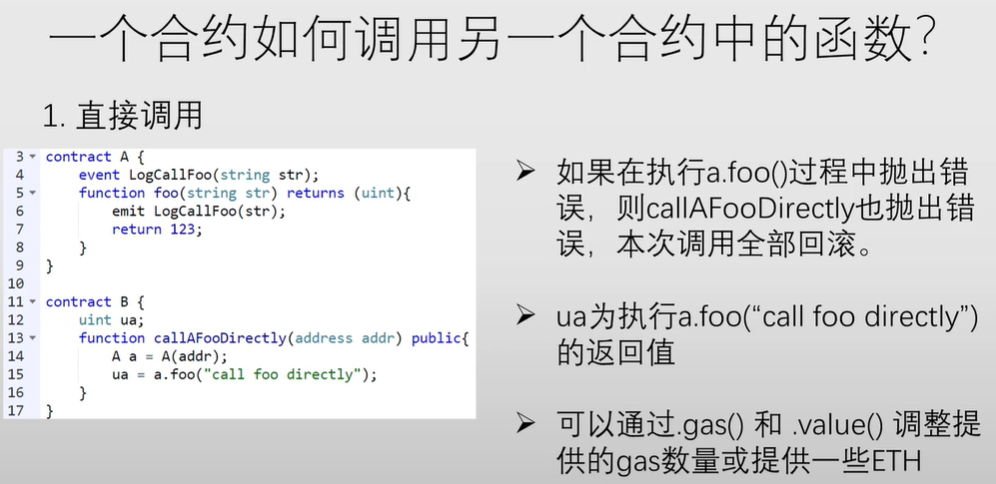 一个合约如何调用另一个合约中的函数?
1. 直接调用
3 contract A {
4 event LogCallFoo(string str);
5 function foo(string str) returns (uint){
6 emit LogCallFoo(str);
7 return 123;
8 }
9 }
10
11 contract B {
12 uint ua;
13 function callAFooDirectly(address addr) public{
14 A a = A(addr);
15 ua = a.foo("call foo directly");
16 }
17 }
➢ 如果在执行a.foo()过程中抛出错
误，则callAFooDirectly也抛出错
误，本次调用全部回滚。
➢ ua为执行a.foo(“call foo directly”)
的返回值
➢ 可以通过.gas() 和 .value() 调整提
供的gas数量或提供一些ETH